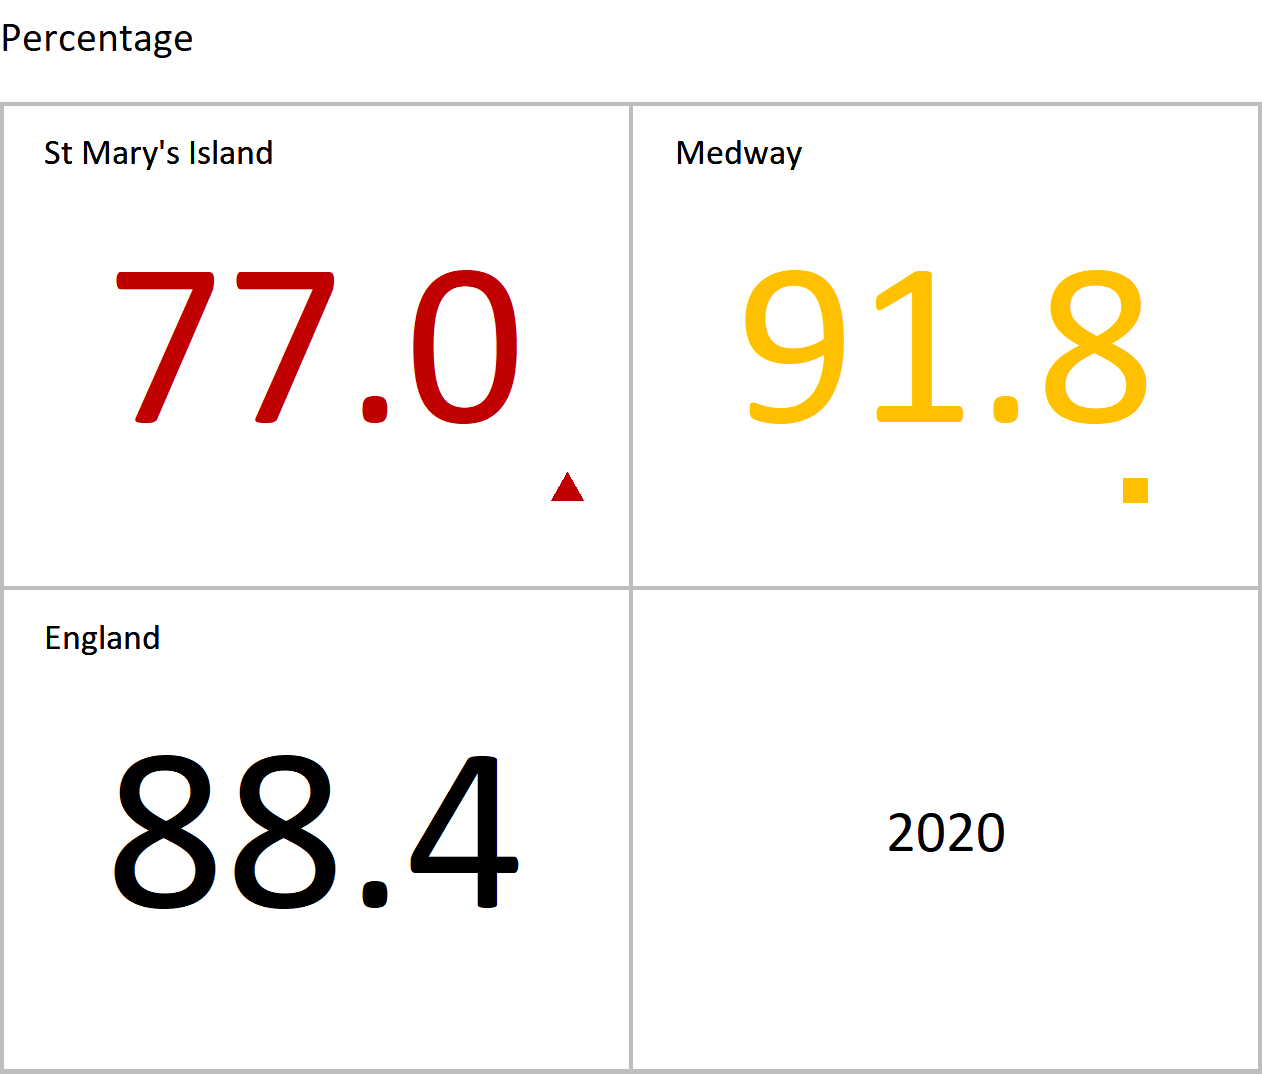 Percentage
St Mary's Island
77.0
Medway
91.8
England
88.4
2020